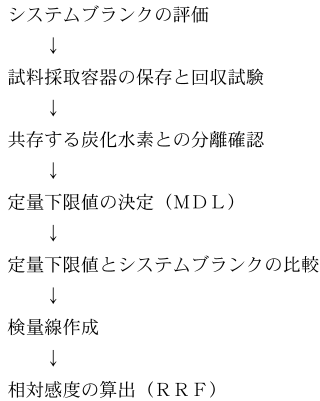 システムブランクの評価
↓
試料採取容器の保存と回収試験
↓
共存する炭化水素との分離確認
↓
定量下限値の決定（ＭＤＬ）
↓
定量下限値とシステムブランクの比較
↓
検量線作成
↓
相対感度の算出（ＲＲＦ）